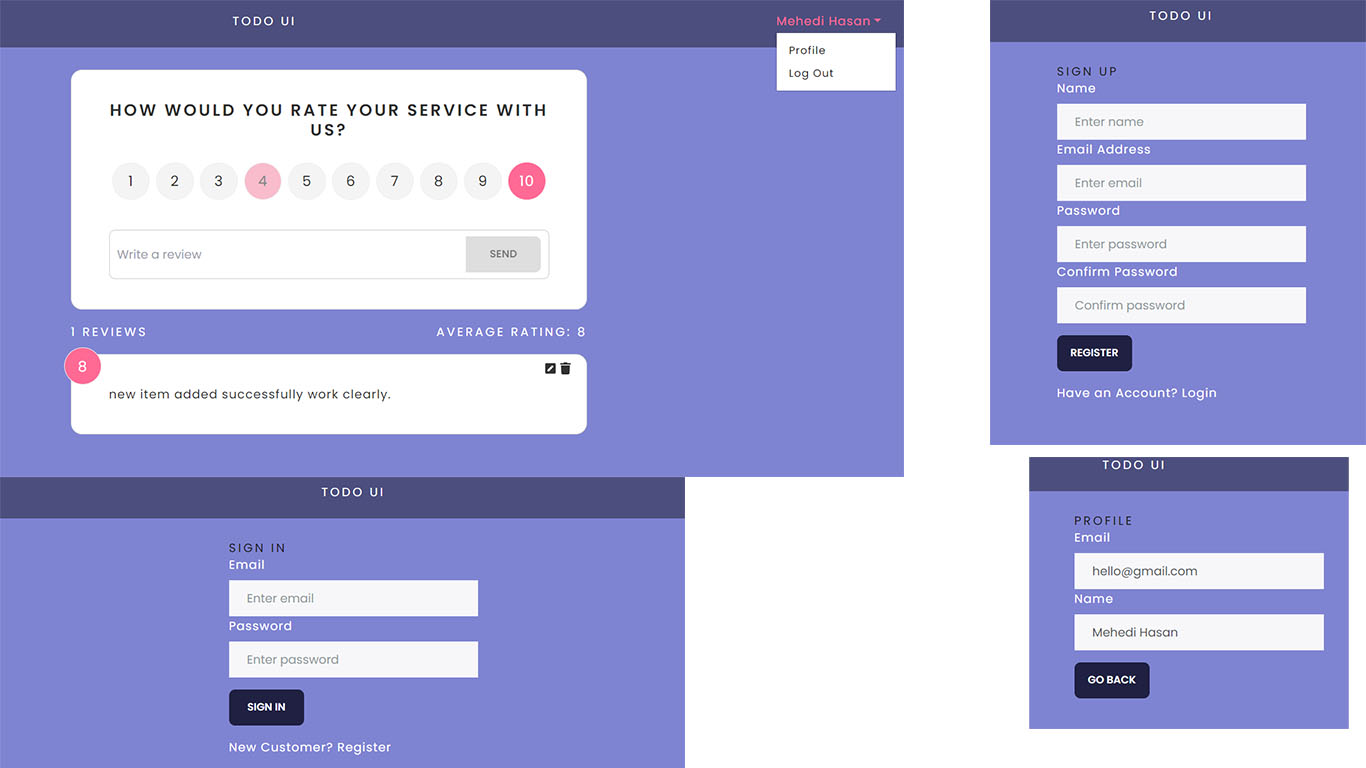 TODO UI
Mehedi Hasan
Profile
Log Out
HOW WOULD YOU RATE YOUR SERVICE WITH
US?
1 2 3 4 5 6 7 8 9 10
Write a review SEND
1 REVIEWS AVERAGE RATING: 8
8
new item added successfully work clearly.
TODO UI
SIGN IN
Email
Enter email
Password
Enter password
SIGN IN
New Customer? Register
TODO UI
SIGN UP
Name
Enter name
Email Address
Enter email
Password
Enter password
Confirm Password
Confirm password
REGISTER
Have an Account? Login
TODO UI
PROFILE
Email
hello@gmail.com
Name
Mehedi Hasan
GO BACK